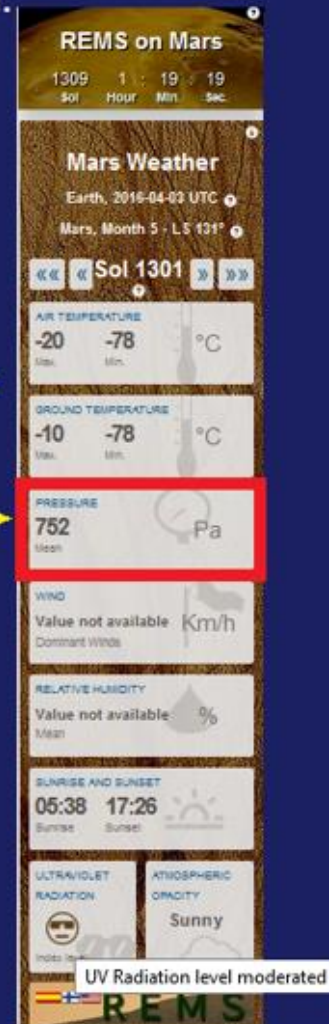 REMS on Mars
1309 1 : 19 : 19
Sol Hour Min. Sec.
Mars Weather
Earth, 2016-04-03 UTC
Mars, Month 5 - LS 131°
«« « Sol 1301 » »»
AIR TEMPERATURE
-20 -78 °C
Max. Min.
GROUND TEMPERATURE
-10 -78 °C
Max. Min.
PRESSURE
752 Pa
Mean
WIND
Value not available Km/h
Dominant Winds
RELATIVE HUMIDITY
Value not available %
Mean
SUNRISE AND SUNSET
05:38 17:26
Sunrise Sunset
ULTRAVIOLET RADIATION
ATMOSPHERIC OPACITY
Sunny
Index
UV Radiation level moderated
REMS